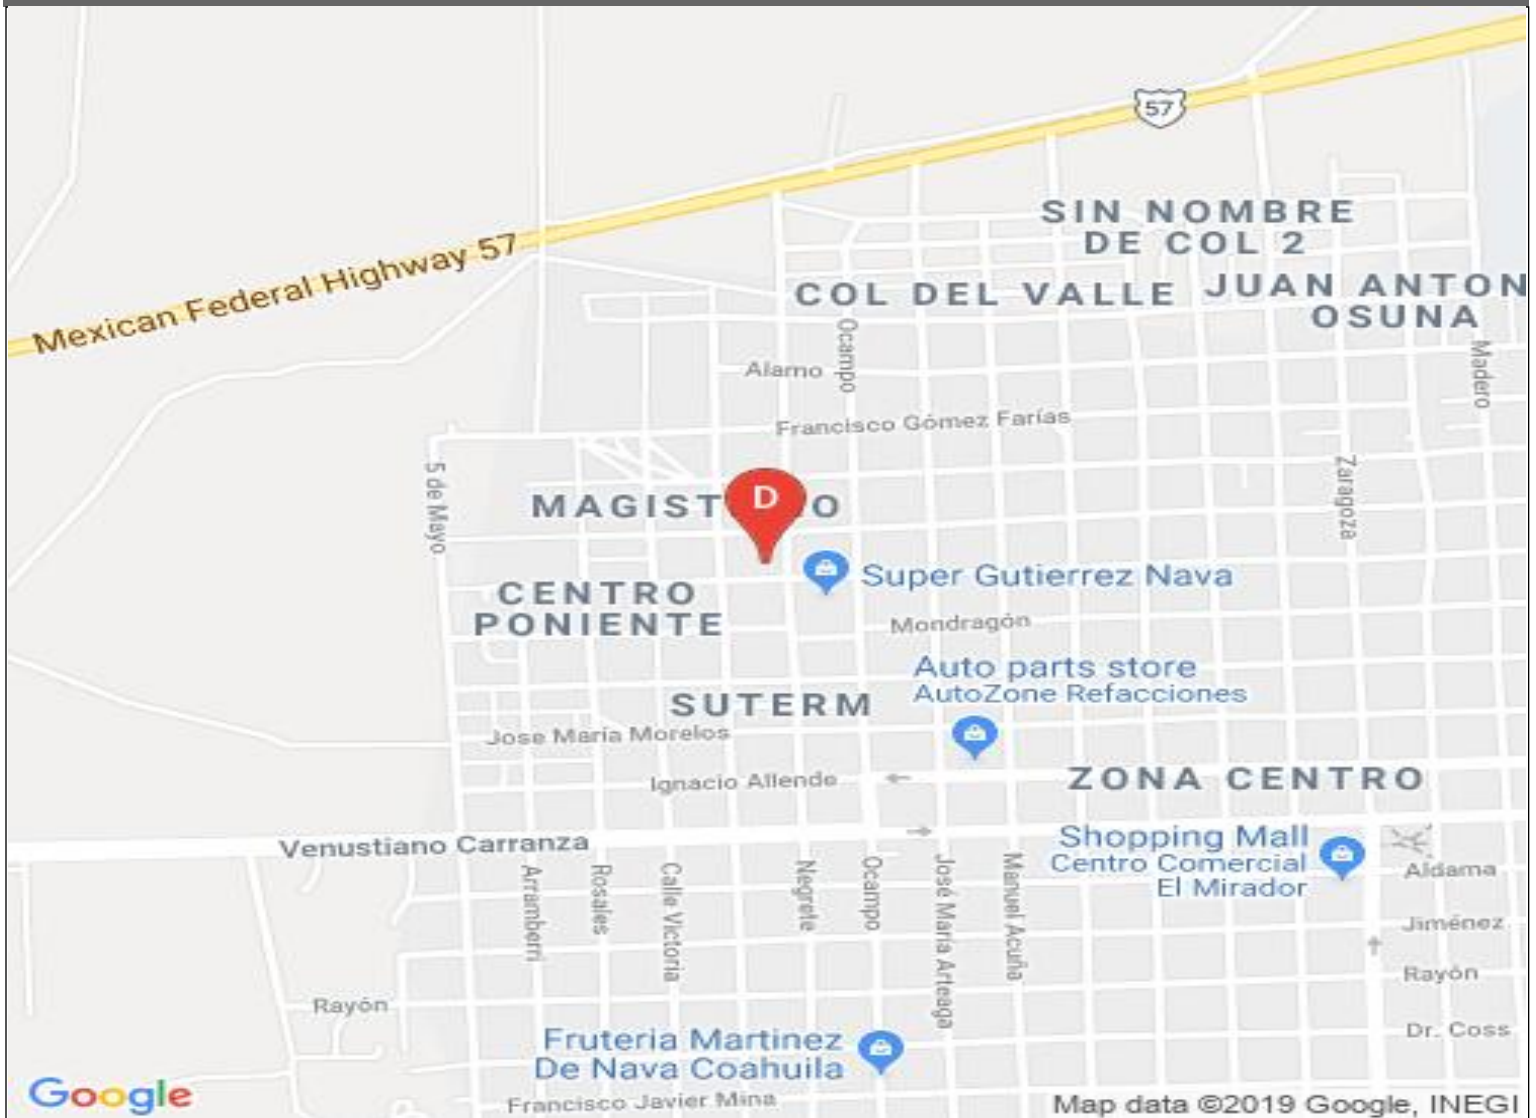 57
Mexican Federal Highway 57
SIN NOMBRE
DE COL 2
COL DEL VALLE
JUAN ANTON
OSUNA
Ocampo
Madero
Alamo
Francisco Gómez Farías
5 de Mayo
Zaragoza
MAGIST
D
O
Super Gutierrez Nava
CENTRO
PONIENTE
Mondragón
Auto parts store
AutoZone Refacciones
SUTERM
Jose María Morelos
Ignacio Allende
ZONA CENTRO
Venustiano Carranza
Shopping Mall
Centro Comercial
El Mirador
Aldama
Arramberri
Rosales
Calle Victoria
Negrete
Ocampo
José María Arteaga
Manuel Acuña
Jiménez
Rayón
Rayón
Dr. Coss
Fruteria Martinez
De Nava Coahuila
Francisco Javier Mina
Google
Map data ©2019 Google, INEGI